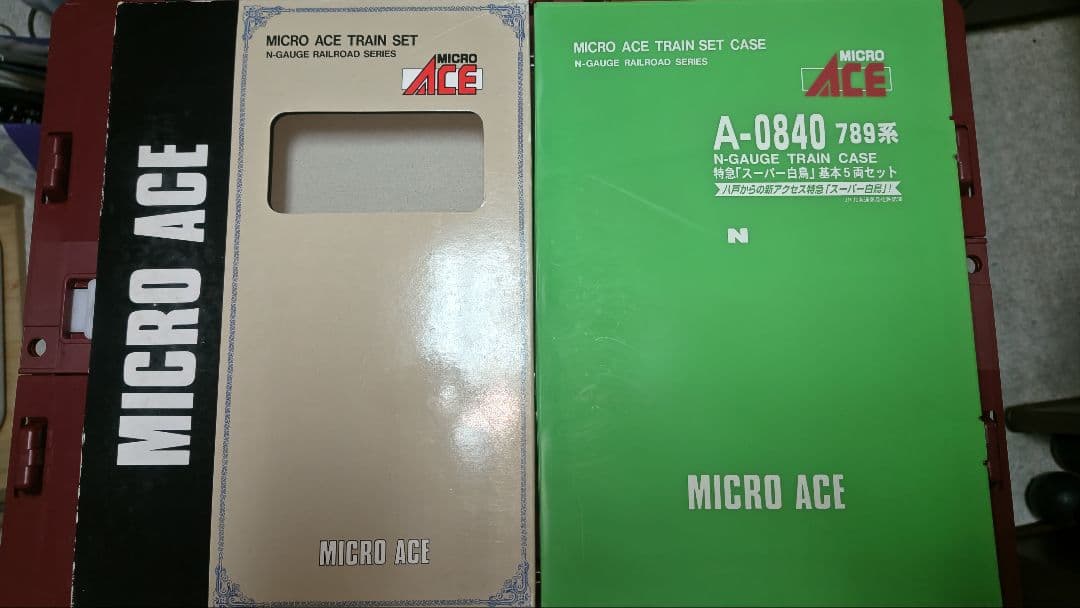 MICRO ACE
MICRO ACE TRAIN SET
N-GAUGE RAILROAD SERIES
MICRO
ACE
MICRO ACE
MICRO ACE TRAIN SET CASE
N-GAUGE RAILROAD SERIES
MICRO
ACE
A-0840 789系
N-GAUGE TRAIN CASE
特急「スーパー白鳥」基本5両セット
八戸からの新アクセス特急「スーパー白鳥」!!
N
MICRO ACE